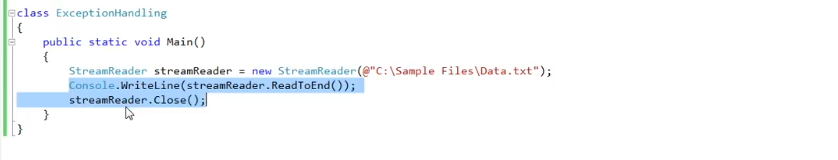 class ExceptionHandling
{
    public static void Main()
    {
        StreamReader streamReader = new StreamReader(@"C:\Sample Files\Data.txt");
        Console.WriteLine(streamReader.ReadToEnd());
        streamReader.Close();
    }
}